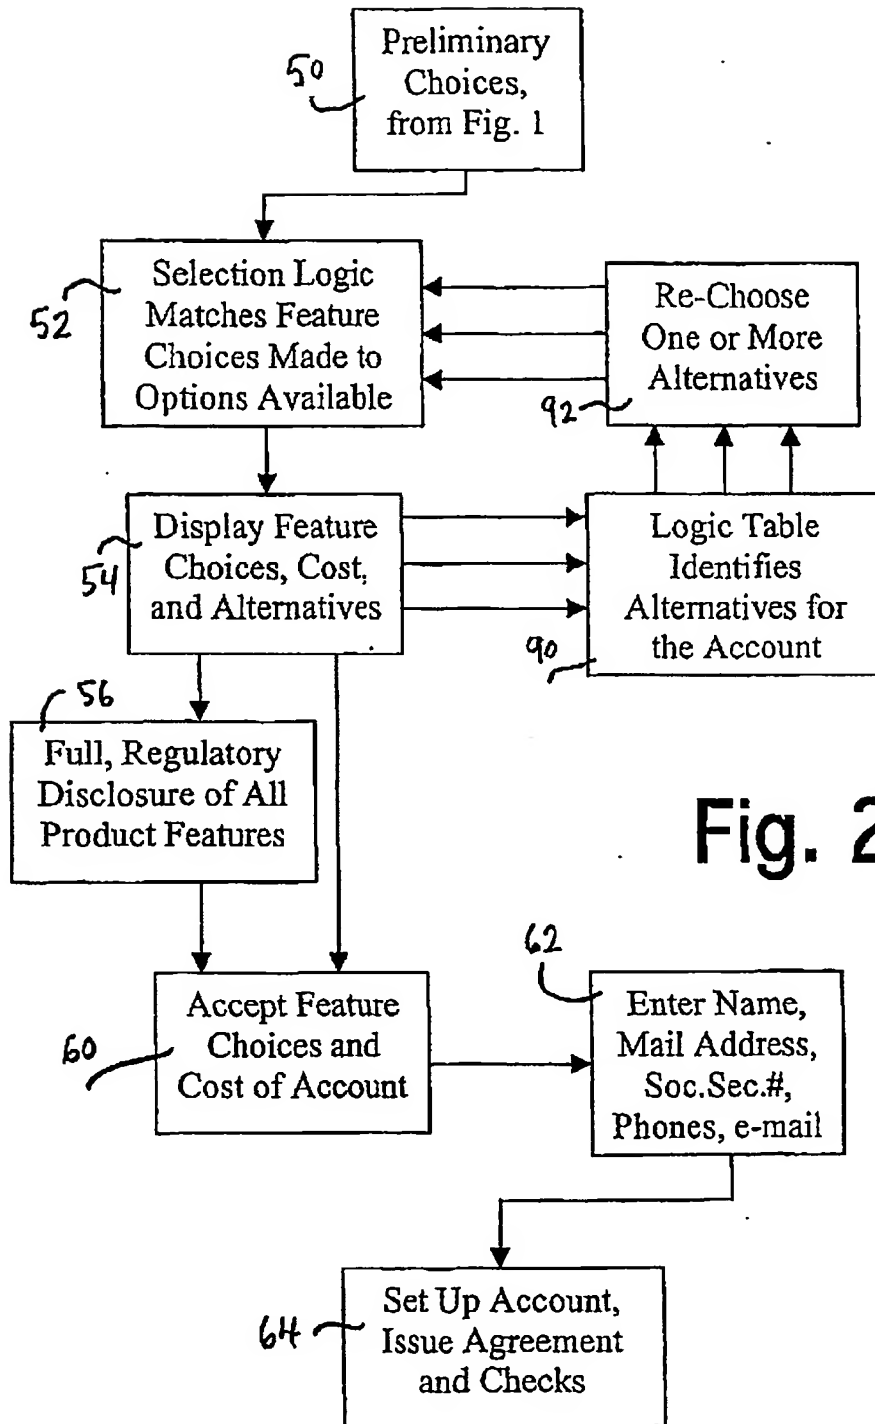 50
Preliminary
Choices,
from Fig. 1
52
Selection Logic
Matches Feature
Choices Made to
Options Available
Re-Choose
One or More
Alternatives
92
54
Display Feature
Choices, Cost,
and Alternatives
Logic Table
Identifies
Alternatives for
the Account
90
56
Full, Regulatory
Disclosure of All
Product Features
Fig. 2
60
Accept Feature
Choices and
Cost of Account
62
Enter Name,
Mail Address,
Soc.Sec.#,
Phones, e-mail
64
Set Up Account,
Issue Agreement
and Checks